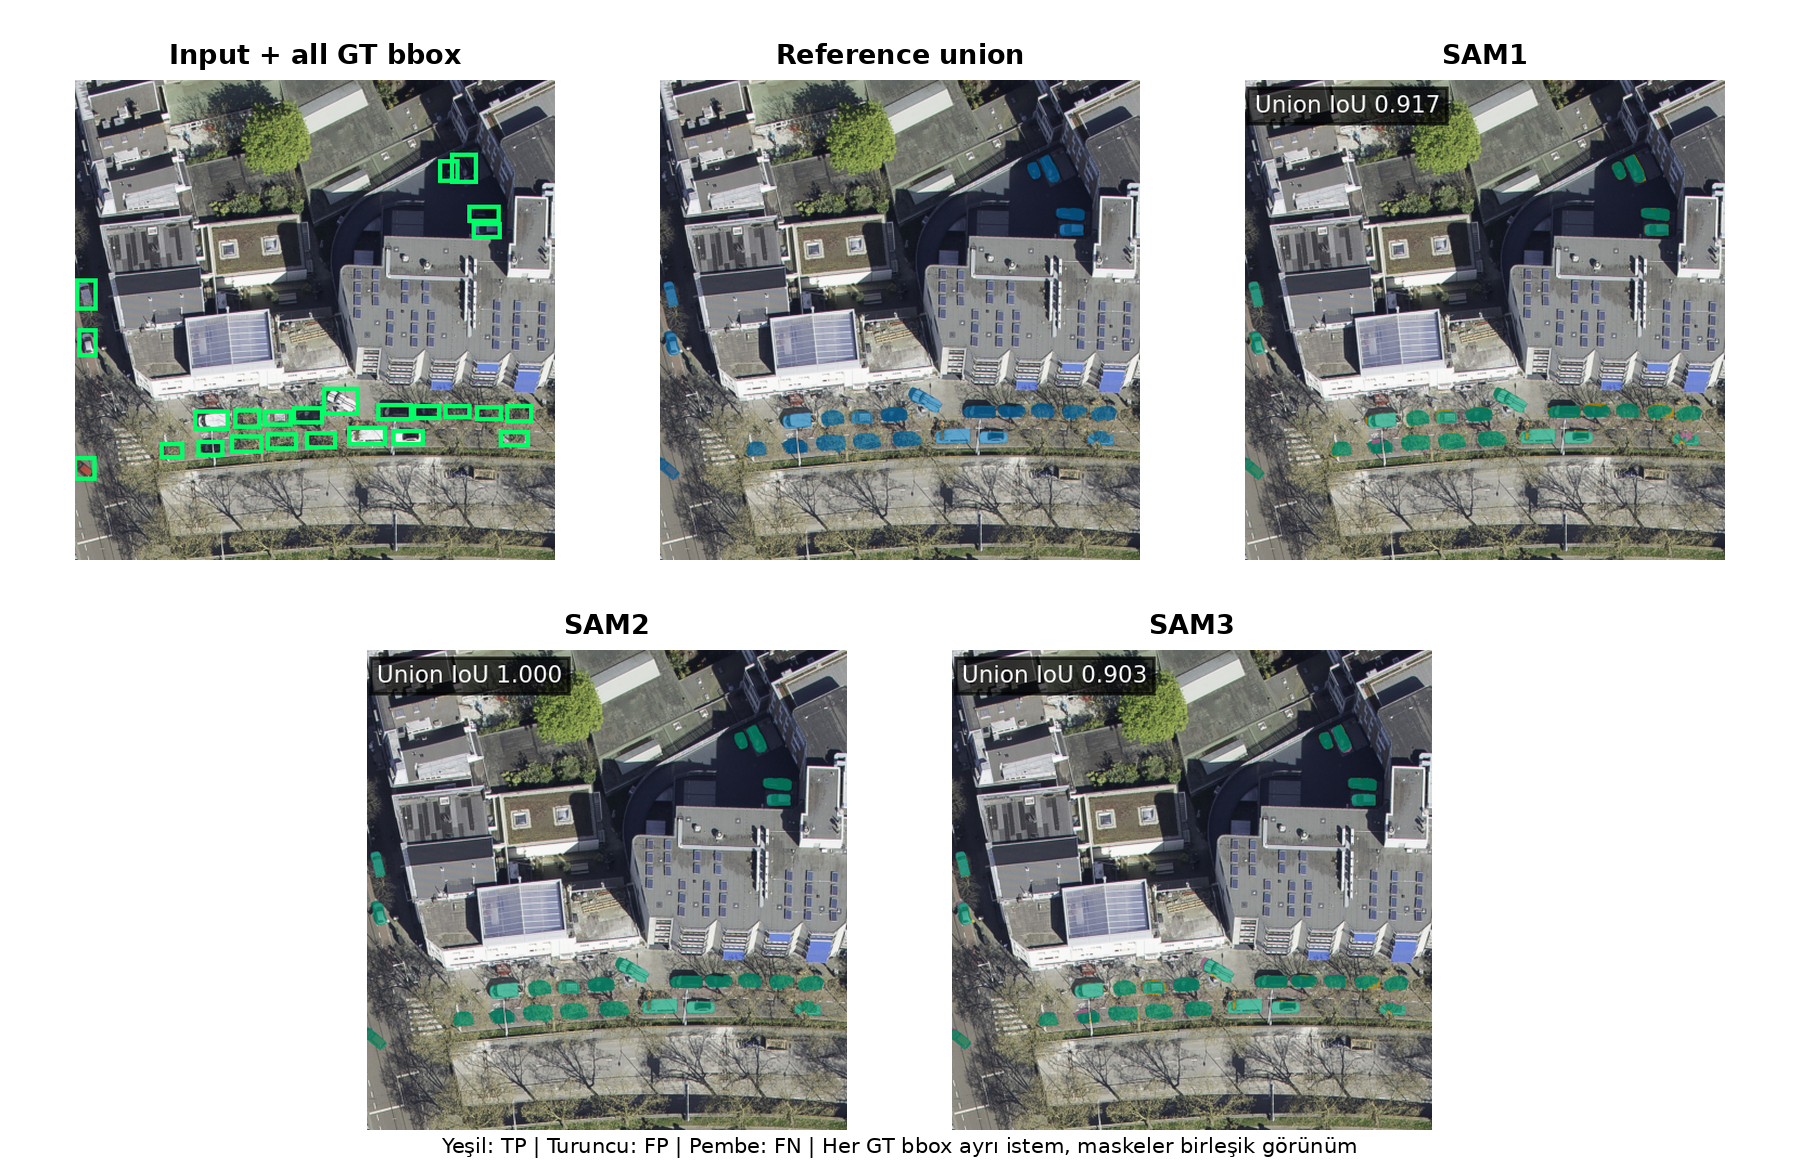 Input + all GT bbox
Reference union
SAM1
Union IoU 0.917
SAM2
SAM3
Union IoU 1.000
Union IoU 0.903
Yeşil: TP | Turuncu: FP | Pembe: FN | Her GT bbox ayrı istem, maskeler birleşik görünüm